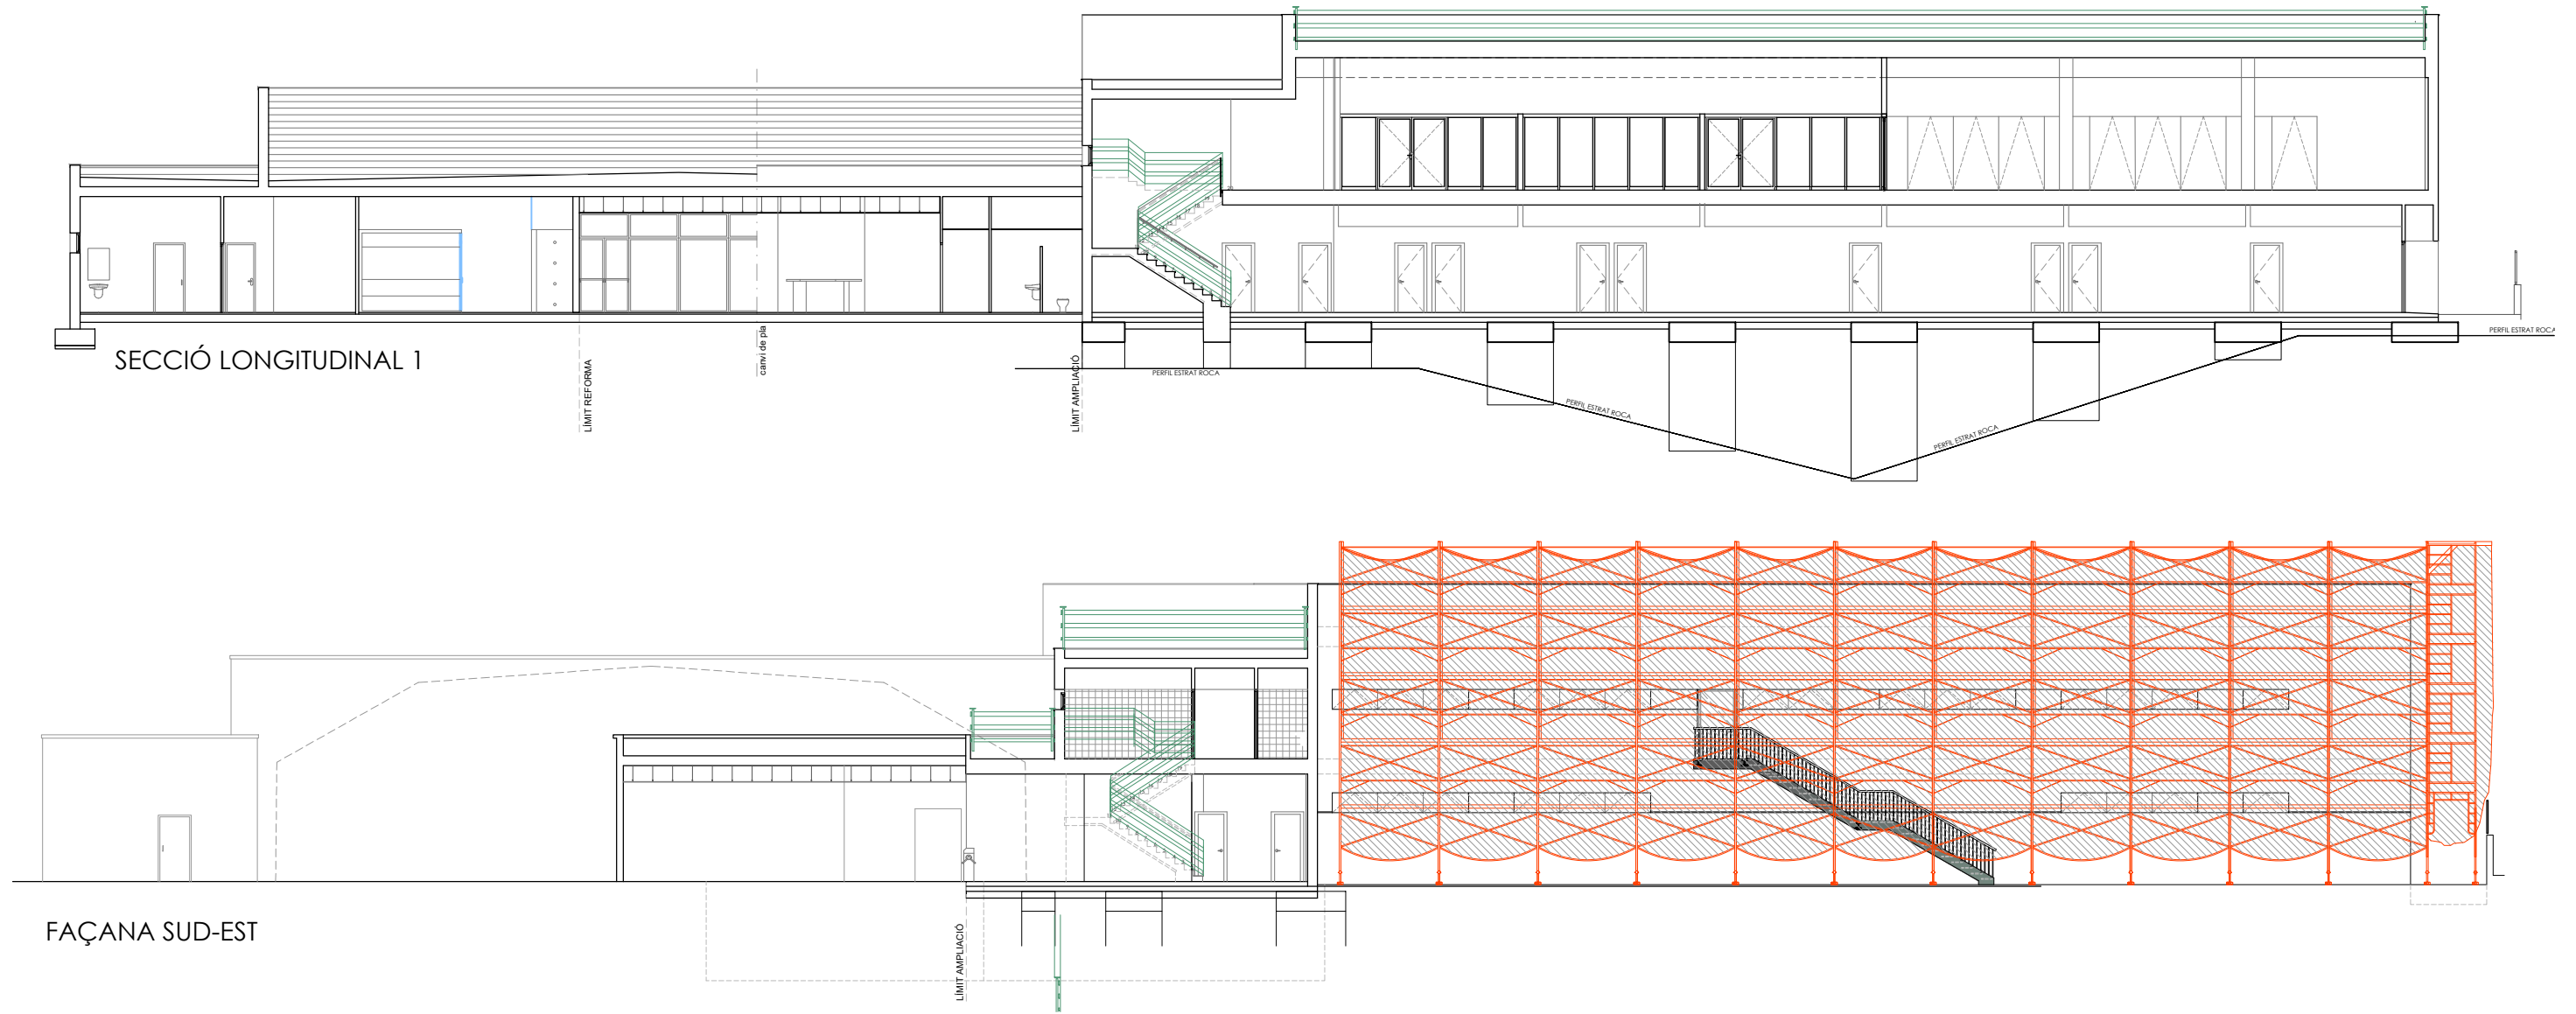 SECCIÓ LONGITUDINAL 1
LÍMIT REFORMA
canvi de pla
LÍMIT AMPLIACIÓ
PERFIL ESTRAT ROCA
PERFIL ESTRAT ROCA
PERFIL ESTRAT ROCA
PERFIL ESTRAT ROCA
FAÇANA SUD-EST
LÍMIT AMPLIACIÓ